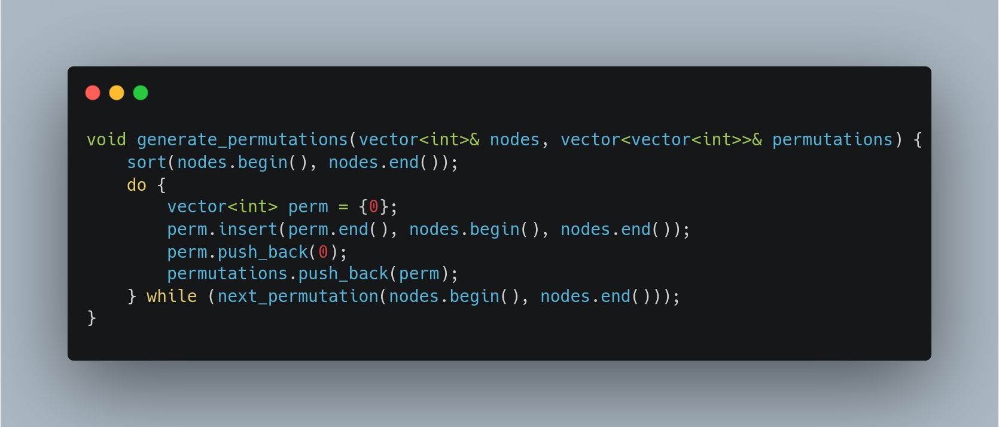 void generate_permutations(vector<int>& nodes, vector<vector<int>>& permutations) {
    sort(nodes.begin(), nodes.end());
    do {
        vector<int> perm = {0};
        perm.insert(perm.end(), nodes.begin(), nodes.end());
        perm.push_back(0);
        permutations.push_back(perm);
    } while (next_permutation(nodes.begin(), nodes.end()));
}